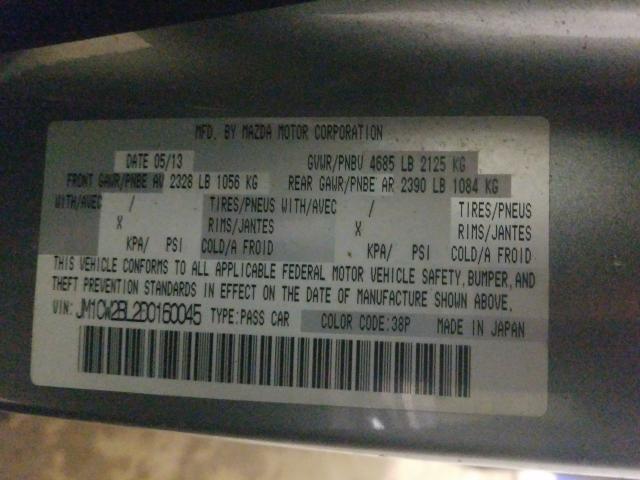 MFD. BY MAZDA MOTOR CORPORATION
DATE 05/13 GVWR/PNBV 4685 LB 2125 KG
FRONT GAWR/PNBE AV 2328 LB 1056 KG REAR GAWR/PNBE AR 2390 LB 1084 KG
WITH/AVEC / TIRES/PNEUS WITH/AVEC / TIRES/PNEUS
X RIMS/JANTES X RIMS/JANTES
KPA/ PSI COLD/A FROID KPA/ PSI COLD/A FROID
THIS VEHICLE CONFORMS TO ALL APPLICABLE FEDERAL MOTOR VEHICLE SAFETY, BUMPER, AND
THEFT PREVENTION STANDARDS IN EFFECT ON THE DATE OF MANUFACTURE SHOWN ABOVE.
VIN: JM1CW2BL2D0160045 TYPE:PASS CAR COLOR CODE:38P MADE IN JAPAN